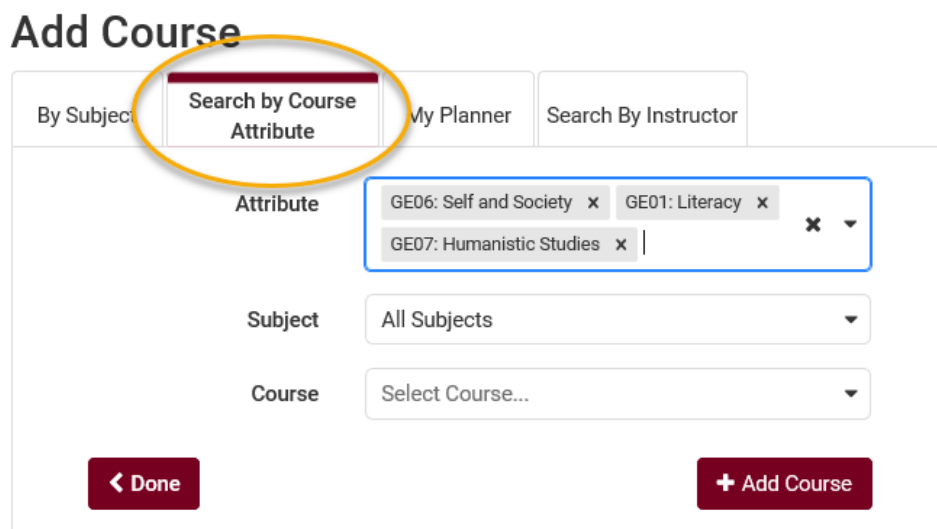 Add Course
By Subject
Search by Course
Attribute
My Planner
Search By Instructor
Attribute
GE06: Self and Society × GE01: Literacy ×
GE07: Humanistic Studies ×
Subject
All Subjects
Course
Select Course...
Done
+ Add Course